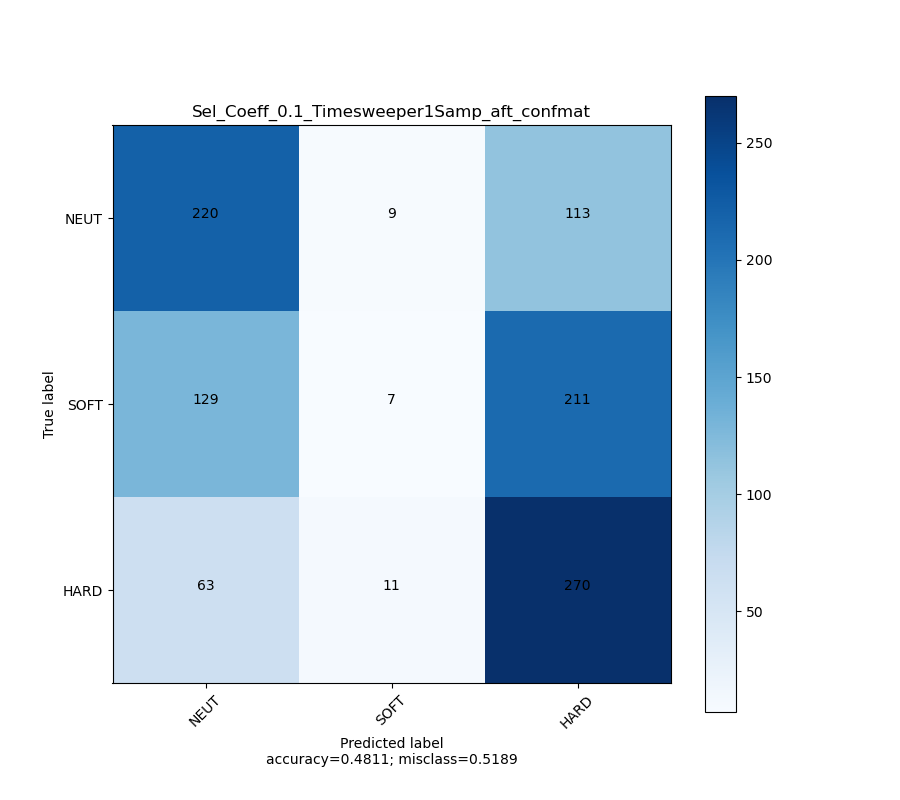 Sel_Coeff_0.1_Timesweeper1Samp_aft_confmat
NEUT 220 9 113
SOFT 129 7 211
HARD 63 11 270
True label
NEUT SOFT HARD
Predicted label
accuracy=0.4811; misclass=0.5189
250
200
150
100
50